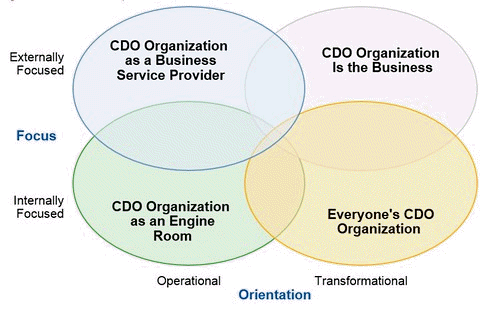 CDO Organization
as a Business
Service Provider
CDO Organization
Is the Business
Externally
Focused
Focus
Internally
Focused
CDO Organization
as an Engine
Room
Everyone's CDO
Organization
Operational
Transformational
Orientation